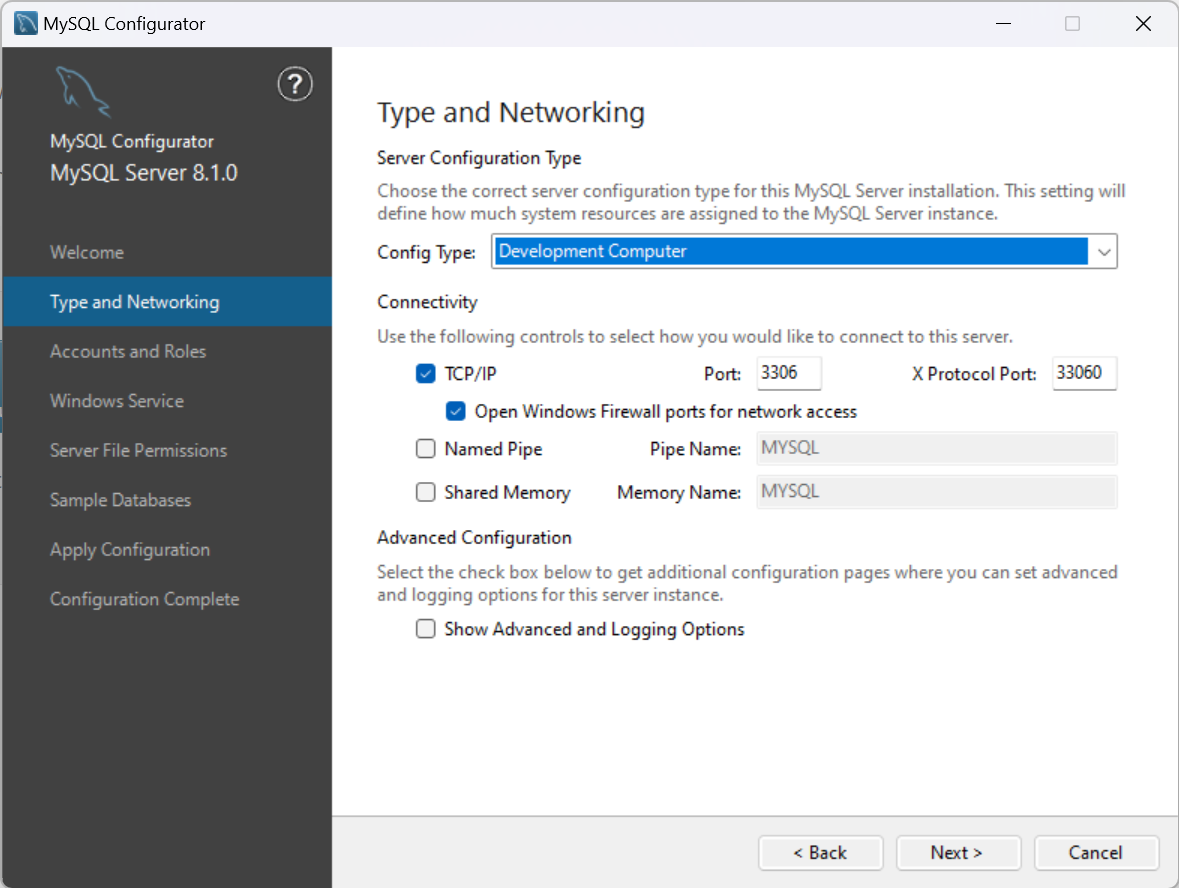 MySQL Configurator
?
MySQL Configurator
MySQL Server 8.1.0
Welcome
Type and Networking
Accounts and Roles
Windows Service
Server File Permissions
Sample Databases
Apply Configuration
Configuration Complete
Type and Networking
Server Configuration Type
Choose the correct server configuration type for this MySQL Server installation. This setting will
define how much system resources are assigned to the MySQL Server instance.
Config Type: Development Computer
Connectivity
Use the following controls to select how you would like to connect to this server.
TCP/IP Port: 3306 X Protocol Port: 33060
Open Windows Firewall ports for network access
Named Pipe Pipe Name: MYSQL
Shared Memory Memory Name: MYSQL
Advanced Configuration
Select the check box below to get additional configuration pages where you can set advanced
and logging options for this server instance.
Show Advanced and Logging Options
< Back Next > Cancel